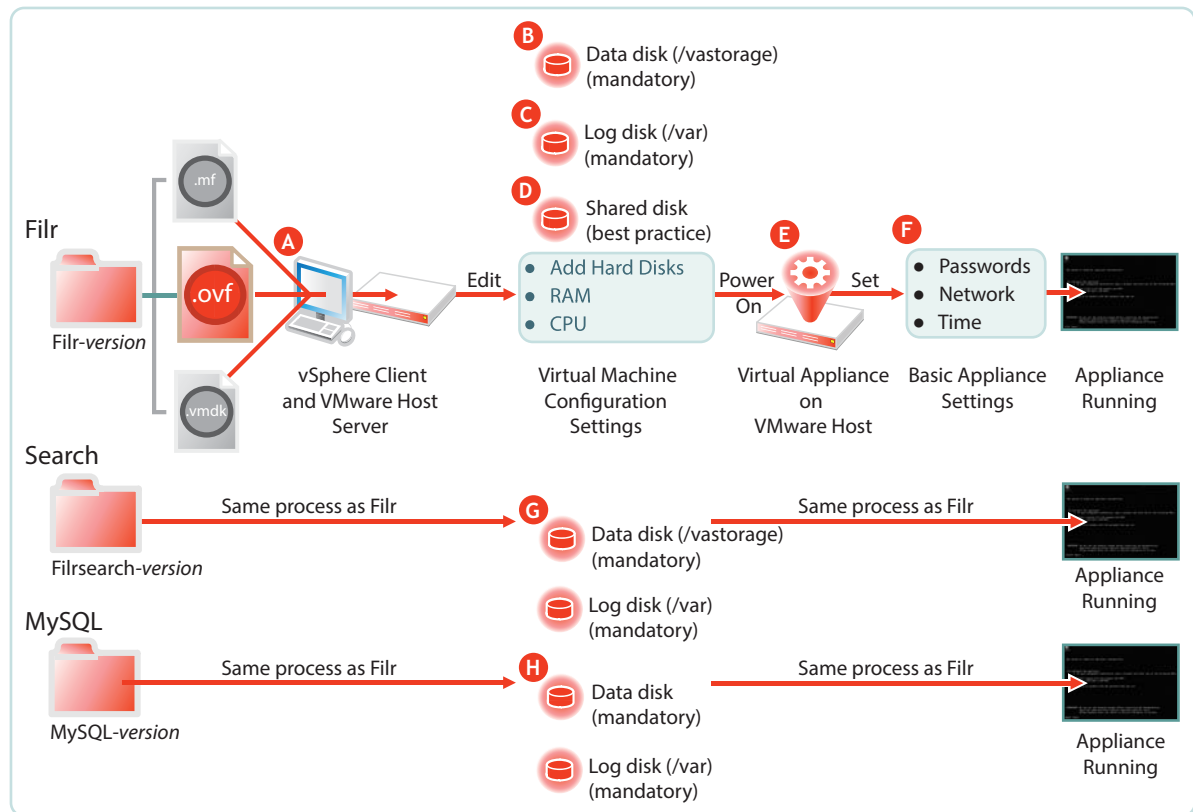 B
Data disk (/vastorage)
(mandatory)
C
Log disk (/var)
(mandatory)
D
Shared disk
(best practice)
Filr
.mf
.ovf
.vmdk
Filr-version
A
vSphere Client
and VMware Host
Server
Edit
• Add Hard Disks
• RAM
• CPU
Virtual Machine
Configuration
Settings
Power
On
E
Virtual Appliance
on
VMware Host
Set
F
• Passwords
• Network
• Time
Basic Appliance
Settings
Appliance
Running
Search
Filrsearch-version
Same process as Filr
G
Data disk (/vastorage)
(mandatory)
Log disk (/var)
(mandatory)
Same process as Filr
Appliance
Running
MySQL
MySQL-version
Same process as Filr
H
Data disk
(mandatory)
Log disk (/var)
(mandatory)
Same process as Filr
Appliance
Running